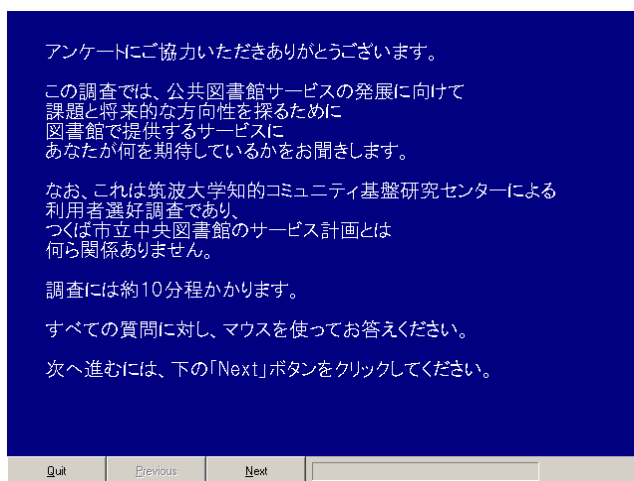 アンケートにご協力いただきありがとうございます。
この調査では、公共図書館サービスの発展に向けて
課題と将来的な方向性を探るために
図書館で提供するサービスに
あなたが何を期待しているかをお聞きします。
なお、これは筑波大学知的コミュニティ基盤研究センターによる
利用者選好調査であり、
つくば市立中央図書館のサービス計画とは
何ら関係ありません。
調査には約10分程かかります。
すべての質問に対し、マウスを使ってお答えください。
次へ進むには、下の「Next」ボタンをクリックしてください。
Quit Previous Next